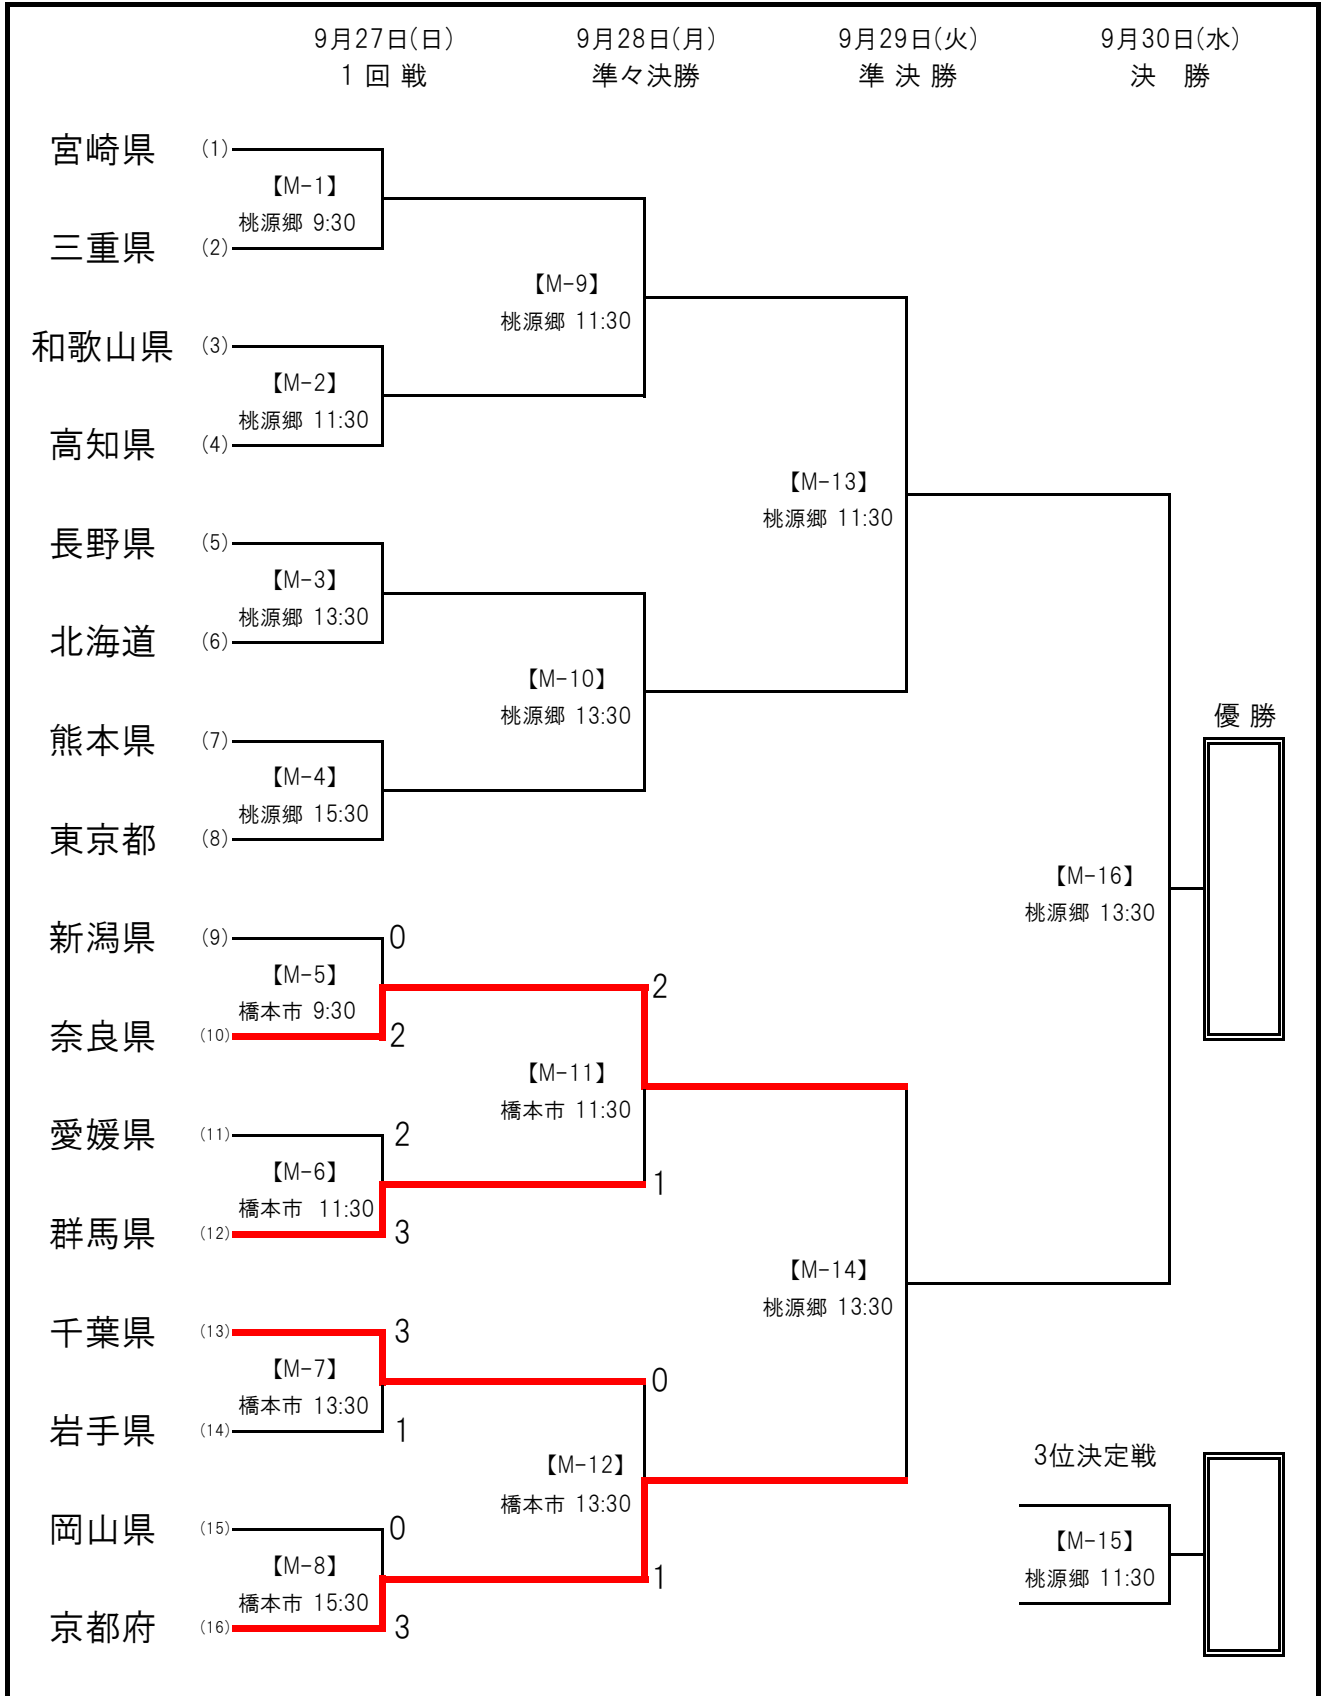 9月27日(日) 9月28日(月) 9月29日(火) 9月30日(水)
1 回 戦 準々決勝 準 決 勝 決 勝
宮崎県 (1)
【M-1】
桃源郷 9:30
三重県 (2)
【M-9】
桃源郷 11:30
和歌山県 (3)
【M-2】
桃源郷 11:30
高知県 (4)
【M-13】
桃源郷 11:30
長野県 (5)
【M-3】
桃源郷 13:30
北海道 (6)
【M-10】
桃源郷 13:30
優 勝
熊本県 (7)
【M-4】
桃源郷 15:30
東京都 (8)
【M-16】
桃源郷 13:30
新潟県 (9) 0
【M-5】 2
橋本市 9:30
奈良県 (10) 2
【M-11】
橋本市 11:30
愛媛県 (11) 2
【M-6】 1
橋本市 11:30
群馬県 (12) 3
【M-14】
桃源郷 13:30
千葉県 (13) 3
【M-7】 0
橋本市 13:30
岩手県 (14) 1
3位決定戦
【M-12】
橋本市 13:30
岡山県 (15) 0
【M-15】
桃源郷 11:30
【M-8】 1
橋本市 15:30
京都府 (16) 3